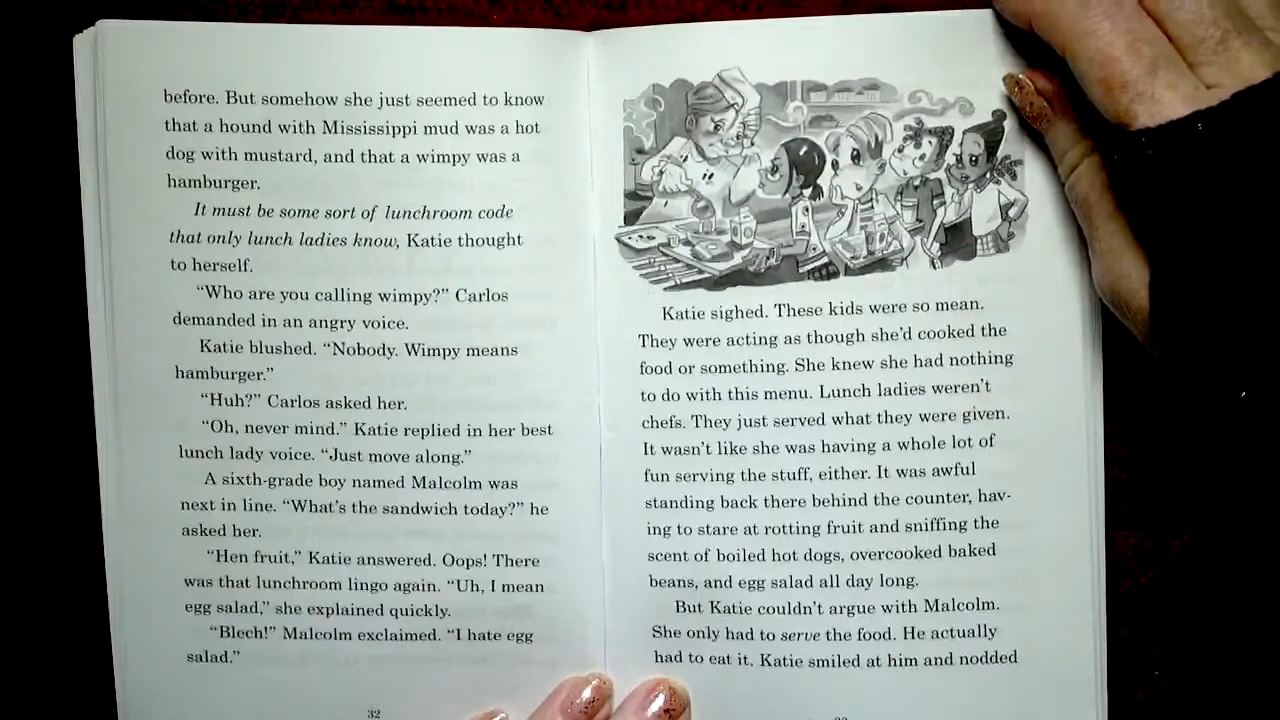 before. But somehow she just seemed to know
that a hound with Mississippi mud was a hot
dog with mustard, and that a wimpy was a
hamburger.
It must be some sort of lunchroom code
that only lunch ladies know, Katie thought
to herself.
“Who are you calling wimpy?” Carlos
demanded in an angry voice.
Katie blushed. “Nobody. Wimpy means
hamburger.”
“Huh?” Carlos asked her.
“Oh, never mind.” Katie replied in her best
lunch lady voice. “Just move along.”
A sixth-grade boy named Malcolm was
next in line. “What’s the sandwich today?” he
asked her.
“Hen fruit,” Katie answered. Oops! There
was that lunchroom lingo again. “Uh, I mean
egg salad,” she explained quickly.
“Blech!” Malcolm exclaimed. “I hate egg
salad.”
32
Katie sighed. These kids were so mean.
They were acting as though she’d cooked the
food or something. She knew she had nothing
to do with this menu. Lunch ladies weren’t
chefs. They just served what they were given.
It wasn’t like she was having a whole lot of
fun serving the stuff, either. It was awful
standing back there behind the counter, hav-
ing to stare at rotting fruit and sniffing the
scent of boiled hot dogs, overcooked baked
beans, and egg salad all day long.
But Katie couldn’t argue with Malcolm.
She only had to serve the food. He actually
had to eat it. Katie smiled at him and nodded